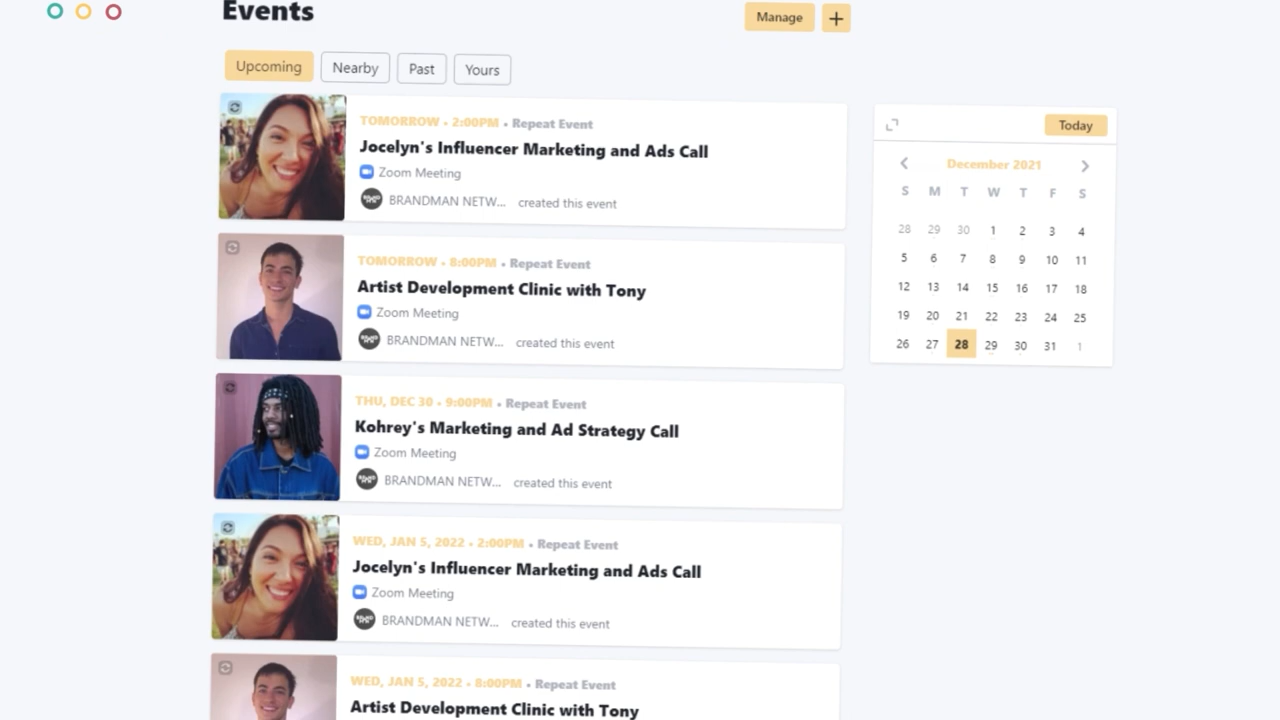 Events
Manage +
Upcoming Nearby Past Yours
TOMORROW • 2:00PM • Repeat Event
Jocelyn's Influencer Marketing and Ads Call
Zoom Meeting
BRANDMAN NETW... created this event
TOMORROW • 8:00PM • Repeat Event
Artist Development Clinic with Tony
Zoom Meeting
BRANDMAN NETW... created this event
THU, DEC 30 • 9:00PM • Repeat Event
Kohrey's Marketing and Ad Strategy Call
Zoom Meeting
BRANDMAN NETW... created this event
WED, JAN 5, 2022 • 2:00PM • Repeat Event
Jocelyn's Influencer Marketing and Ads Call
Zoom Meeting
BRANDMAN NETW... created this event
WED, JAN 5, 2022 • 8:00PM • Repeat Event
Artist Development Clinic with Tony
Today
December 2021
S M T W T F S
28 29 30 1 2 3 4
5 6 7 8 9 10 11
12 13 14 15 16 17 18
19 20 21 22 23 24 25
26 27 28 29 30 31 1